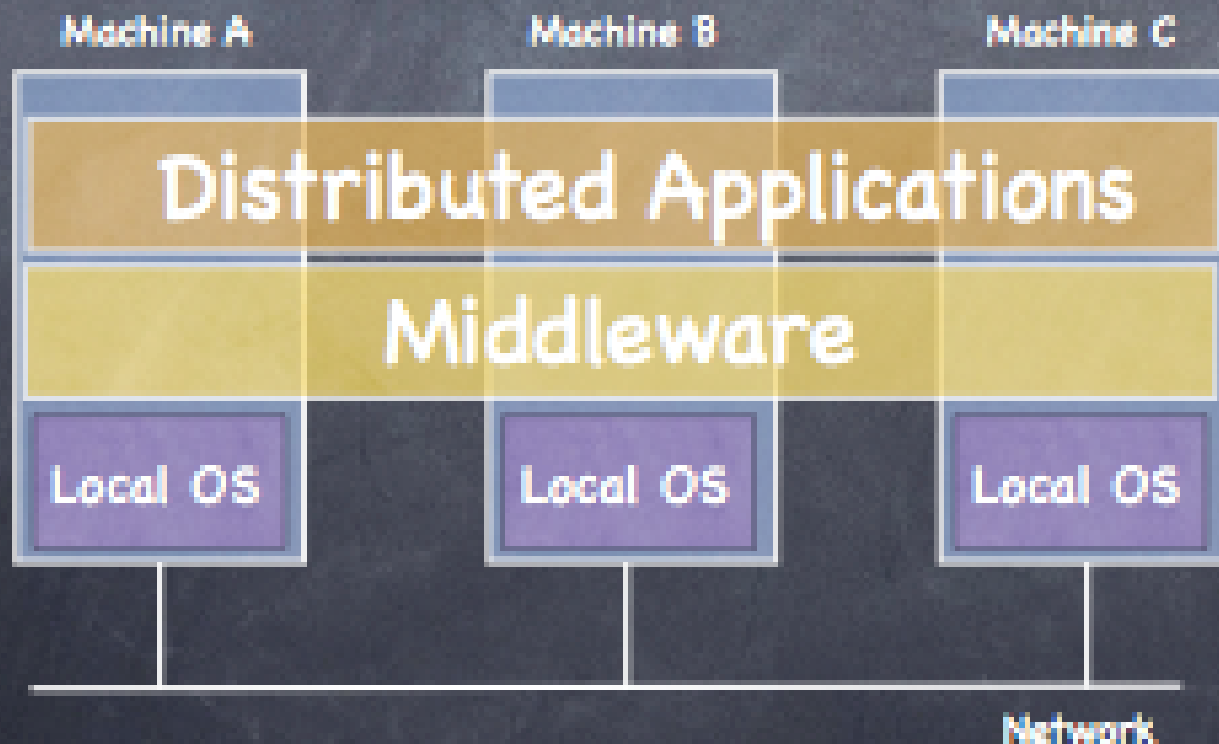 Machine A
Machine B
Machine C
Distributed Applications
Middleware
Local OS
Local OS
Local OS
Network